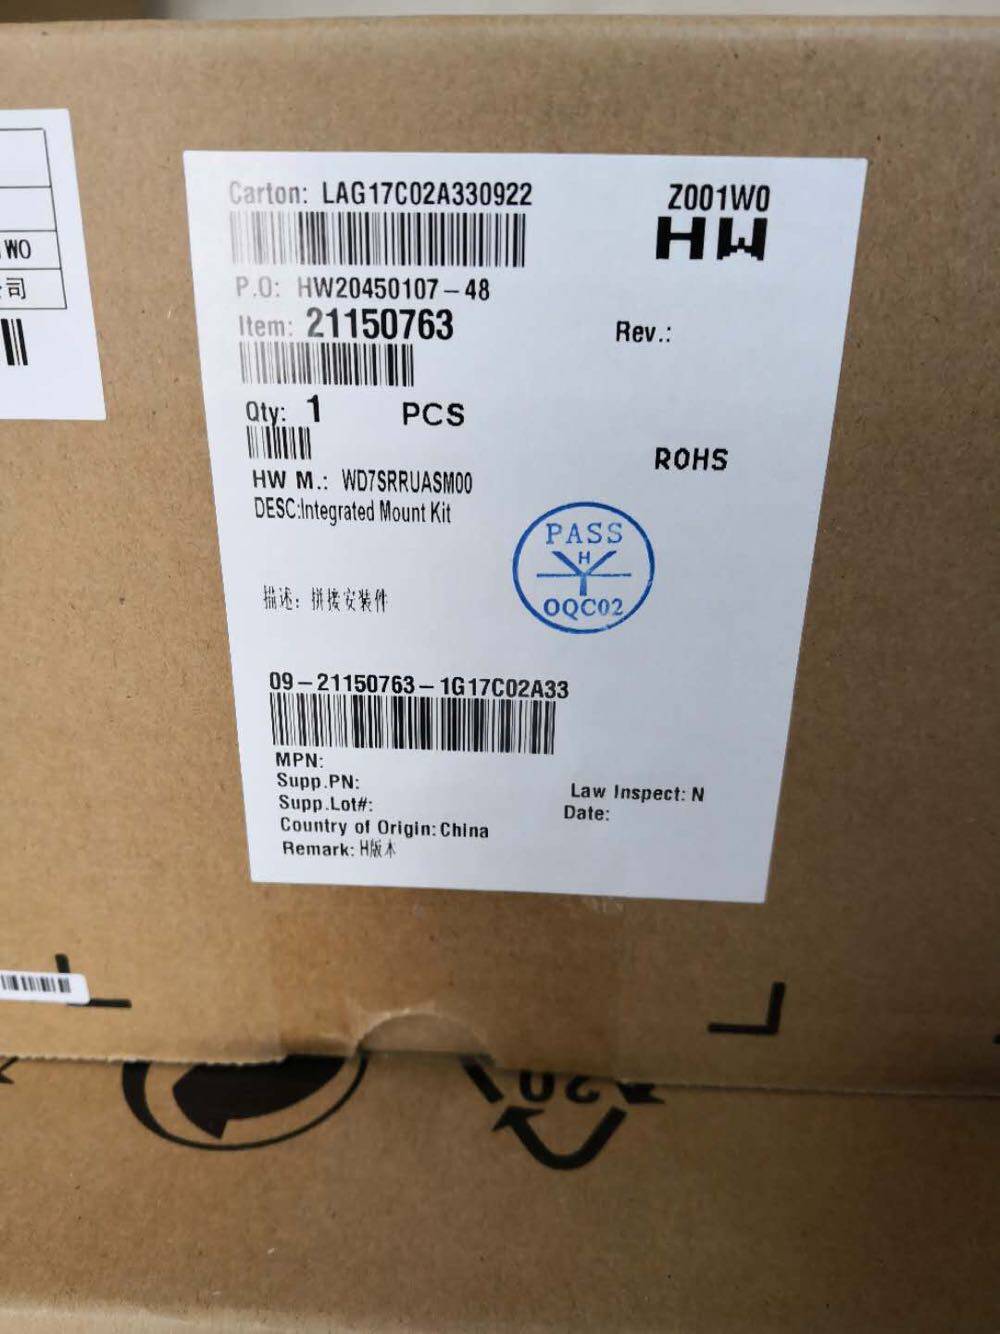 Carton: LAG17C02A330922
Z001W0
HW
P.O: HW20450107-48
Item: 21150763
Rev.:
Qty: 1 PCS
ROHS
HW M.: WD7SRRUASM00
DESC:Integrated Mount Kit
PASS
H
OQC02
描述: 拼接安装件
09-21150763-1G17C02A33
MPN:
Supp.PN:
Supp.Lot#:
Law Inspect: N
Date:
Country of Origin: China
Remark: H版本
W0
司
20